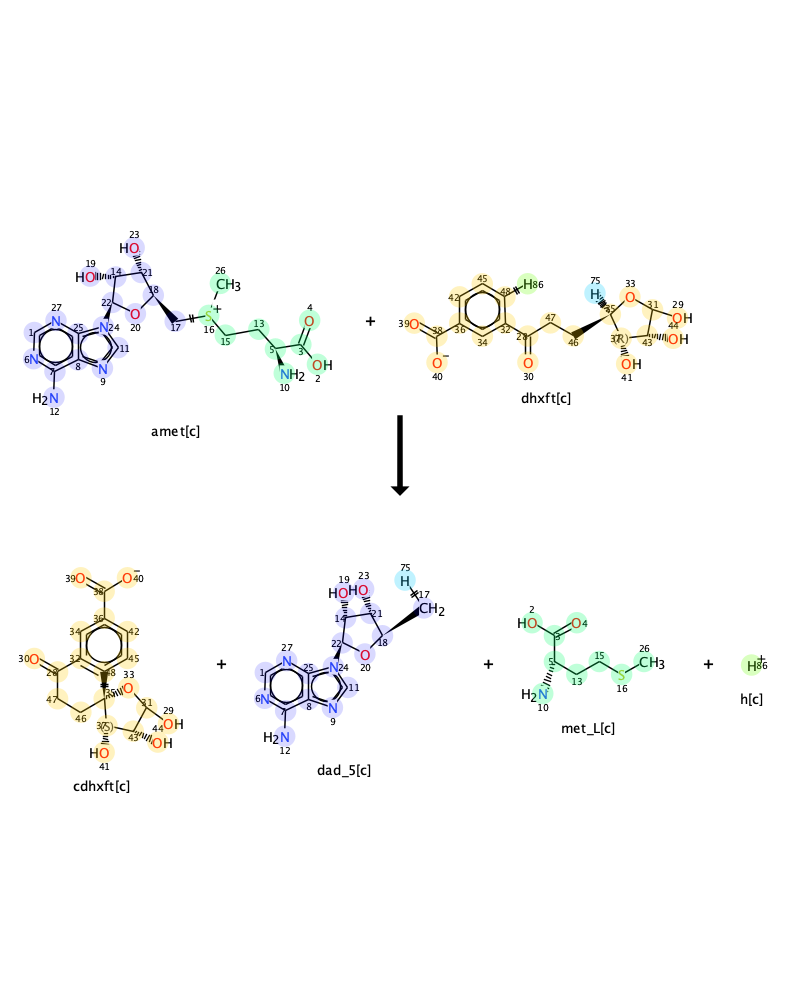 23
HO
26
19
HO
14
21
CH3
18
S+
16
22
O
20
17
27
N
25
N
24
1
11
6
N
7
8
N
9
13
15
5
4
O
3
OH
2
NH2
10
H2N
12
amet[c]
+
45
48
H86
42
39
O
38
36
34
32
O−
40
28
O
30
47
46
75
H
35
33
O
31
29
OH
44
OH
43
37(R)
OH
41
dhxft[c]
39
O
38
O−
40
36
34
42
30
O
28
32
48
45
47
46
35
33
O
31
29
OH
37(S)
43
44
OH
HO
41
cdhxft[c]
+
75
H
17
CH2
19
HO
23
HO
14
21
18
22
O
20
27
N
25
N
24
1
11
6
N
7
8
N
9
H2N
12
dad_5[c]
+
2
HO
3
O
4
5
15
26
CH3
13
S
16
H2N
10
met_L[c]
+
H+
86
h[c]